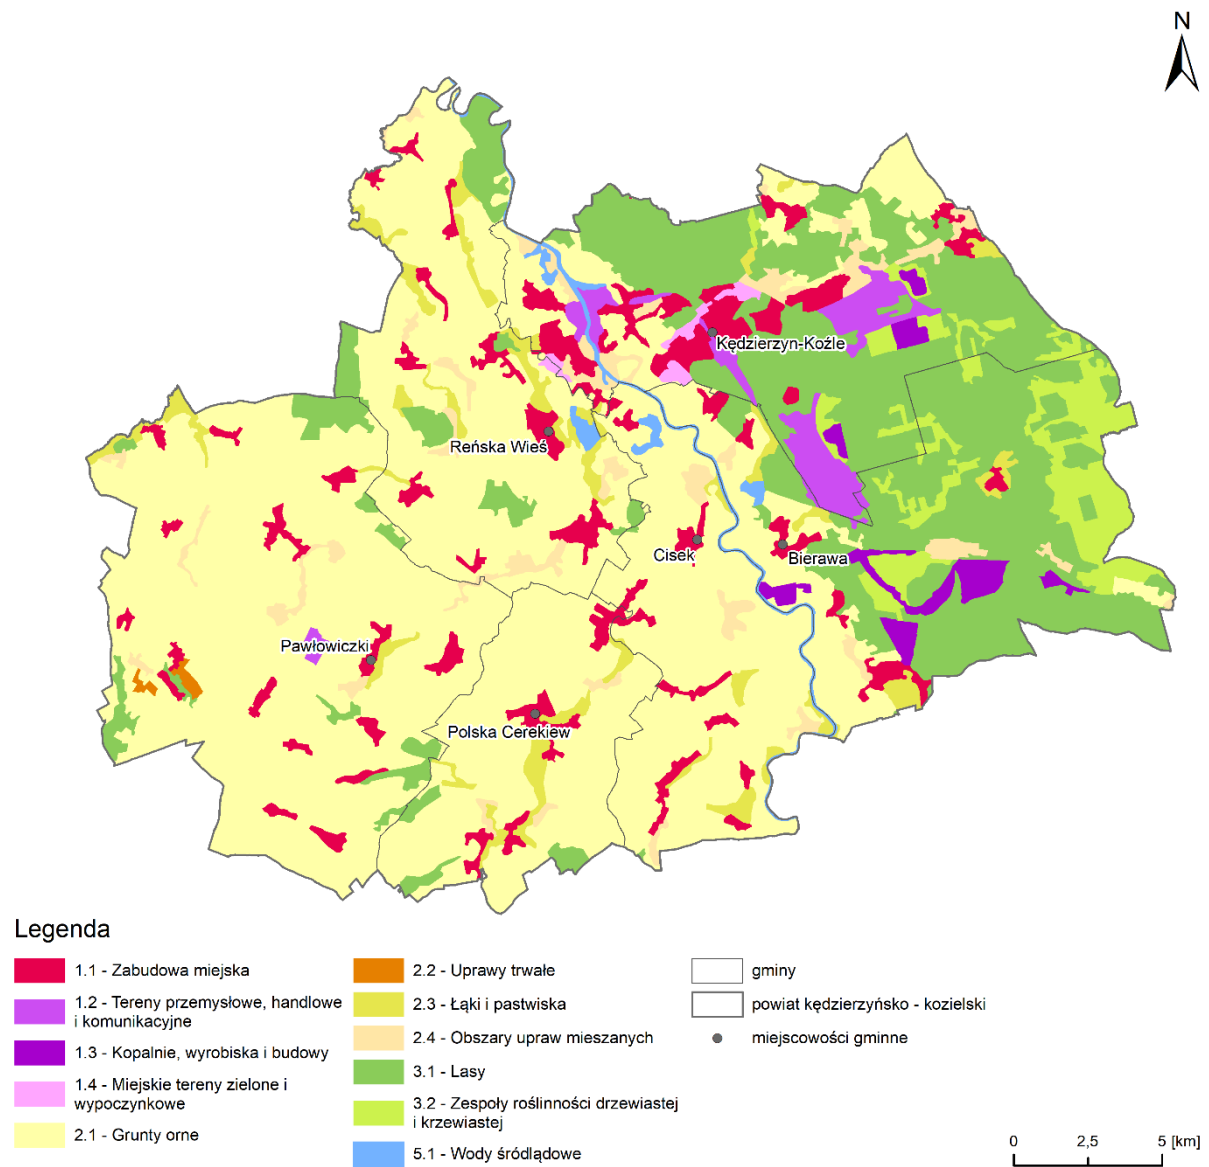 N
Kędzierzyn-Koźle
Reńska Wieś
Cisek
Bierawa
Pawłowiczki
Polska Cerekiew
Legenda
1.1 - Zabudowa miejska
1.2 - Tereny przemysłowe, handlowe
i komunikacyjne
1.3 - Kopalnie, wyrobiska i budowy
1.4 - Miejskie tereny zielone i
wypoczynkowe
2.1 - Grunty orne
2.2 - Uprawy trwałe
2.3 - Łąki i pastwiska
2.4 - Obszary upraw mieszanych
3.1 - Lasy
3.2 - Zespoły roślinności drzewiastej
i krzewiastej
5.1 - Wody śródlądowe
gminy
powiat kędzierzyńsko - kozielski
miejscowości gminne
0 2,5 5 [km]